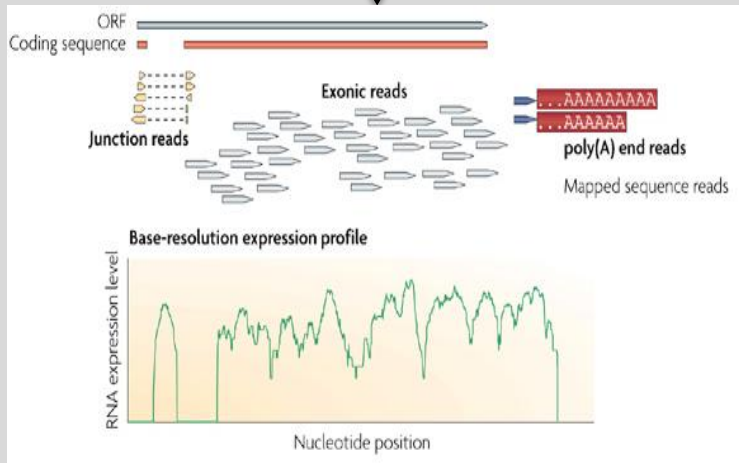 ORF
Coding sequence
Exonic reads
Junction reads
...AAAAAAAAA
...AAAAAA
poly(A) end reads
Mapped sequence reads
Base-resolution expression profile
RNA expression level
Nucleotide position